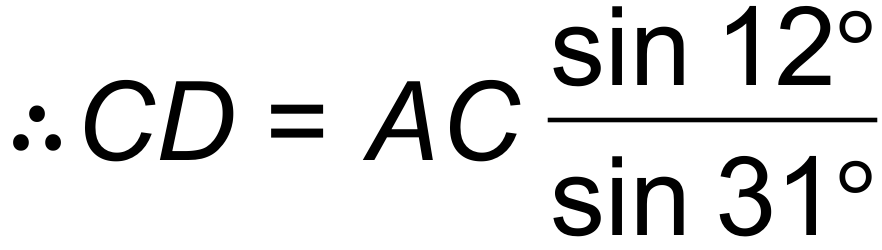 ∴ CD = AC sin 12° / sin 31°